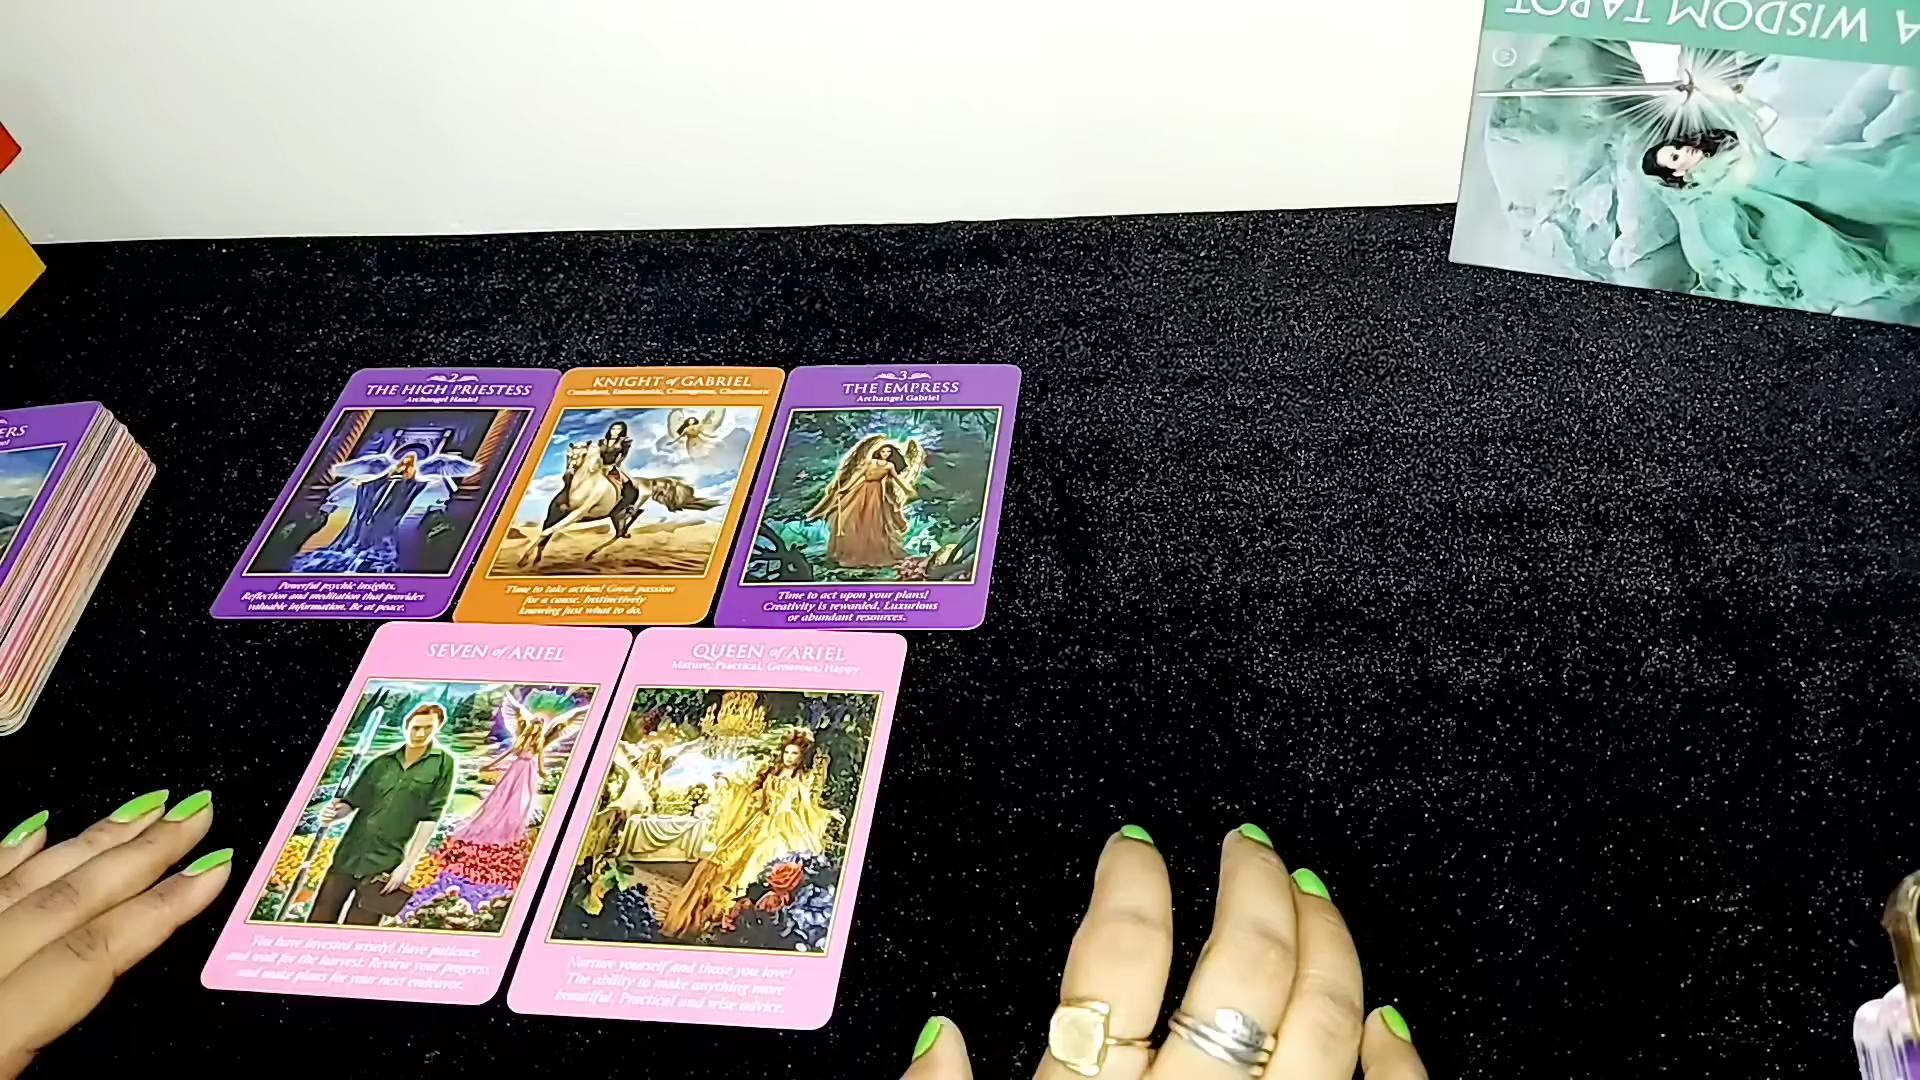 A WISDOM TAROT
ERS
2
THE HIGH PRIESTESS
Archangel Haniel
Powerful psychic insights.
Reflection and meditation that provides
valuable information. Be at peace.
KNIGHT of GABRIEL
Confident, Enthusiastic, Courageous, Charismatic
Time to take action! Great passion
for a cause. Instinctively
knowing just what to do.
3
THE EMPRESS
Archangel Gabriel
Time to act upon your plans!
Creativity is rewarded. Luxurious
or abundant resources.
SEVEN of ARIEL
You have invested wisely! Have patience
and wait for the harvest. Review your progress
and make plans for your next endeavor.
QUEEN of ARIEL
Mature, Practical, Generous, Happy
Nurture yourself and those you love!
The ability to make anything more
beautiful. Practical and wise advice.